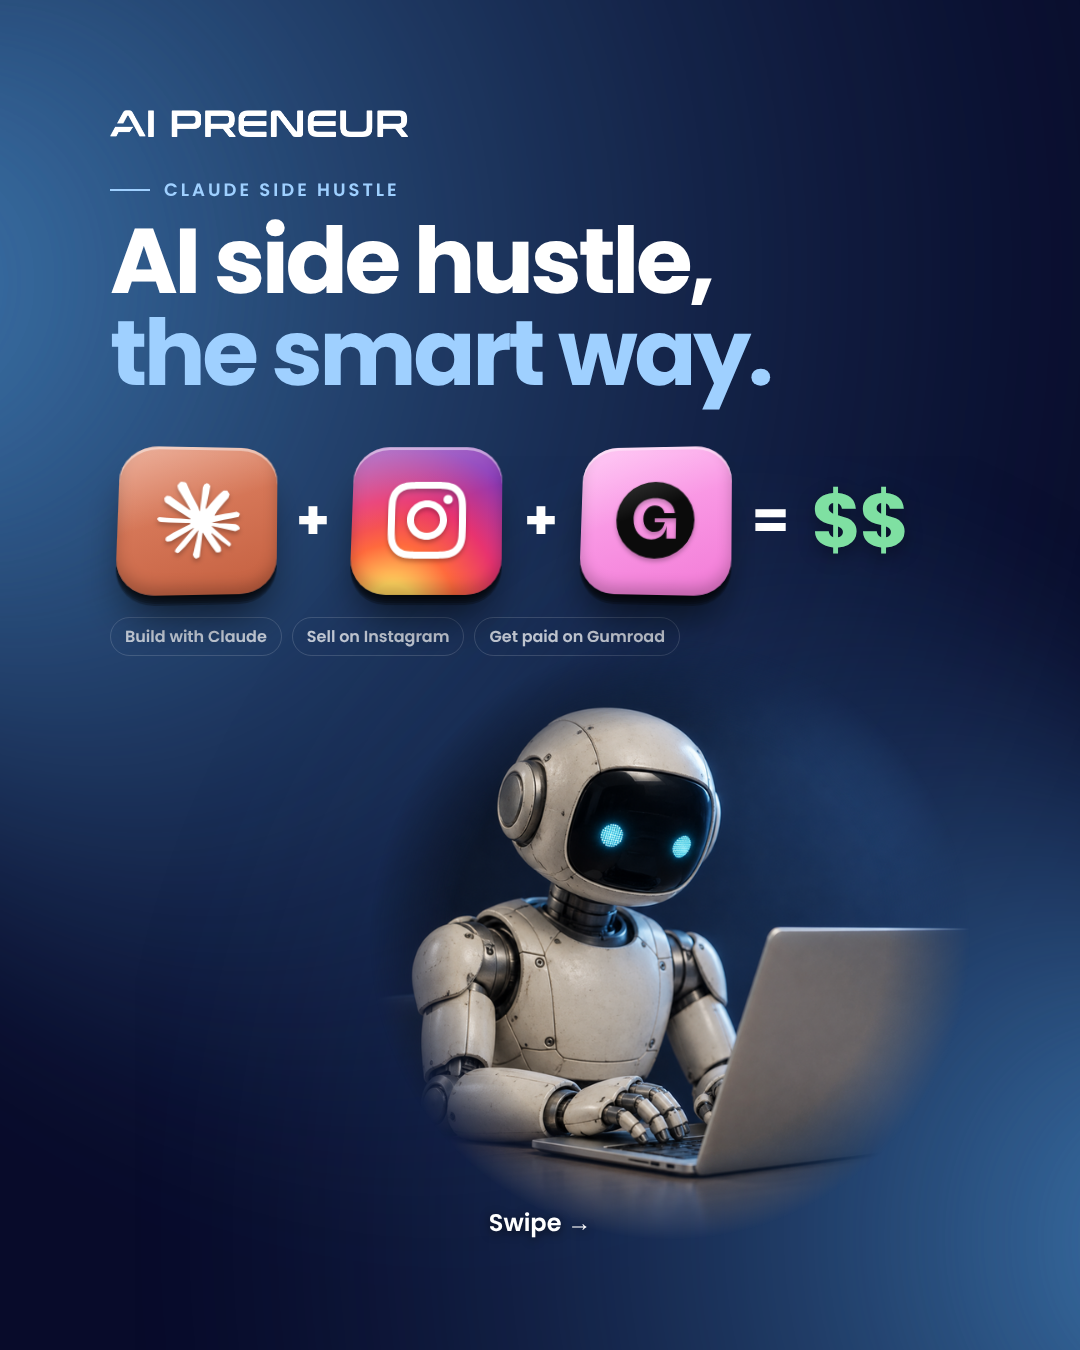 AI PRENEUR
CLAUDE SIDE HUSTLE
AI side hustle,
the smart way.
+ + G = $$
Build with Claude Sell on Instagram Get paid on Gumroad
Swipe →